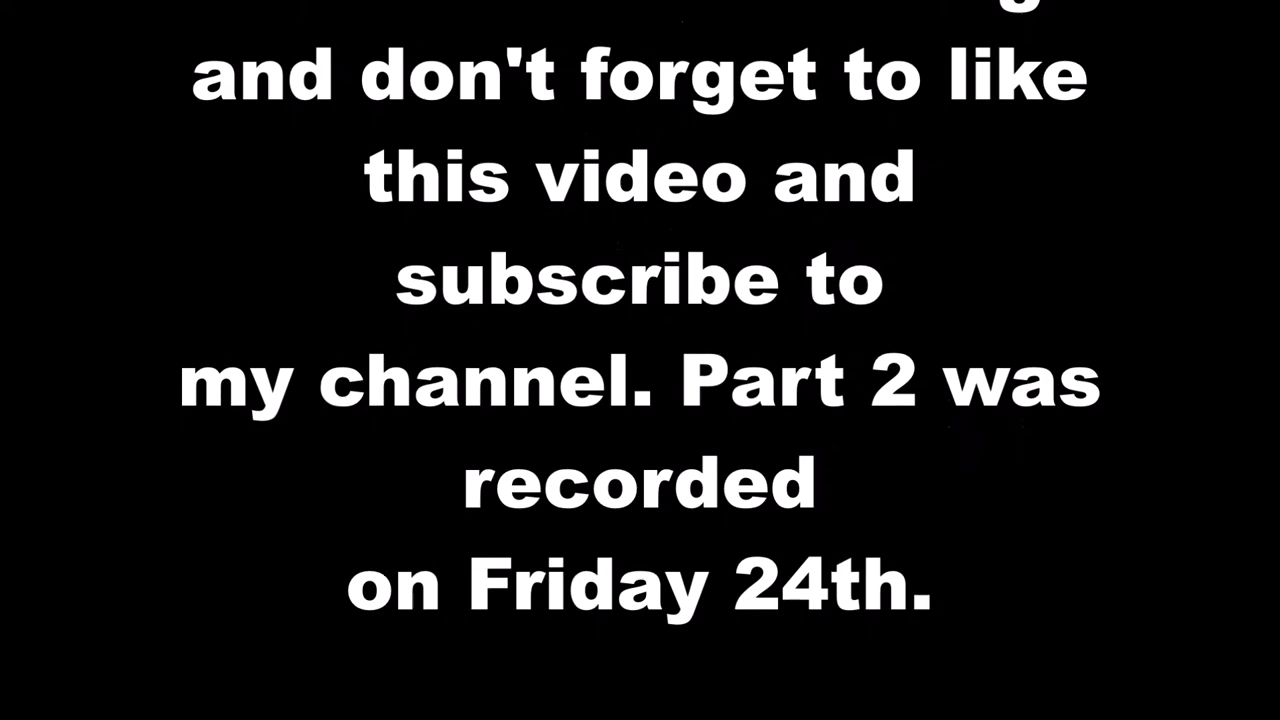 and don't forget to like
this video and
subscribe to
my channel. Part 2 was
recorded
on Friday 24th.